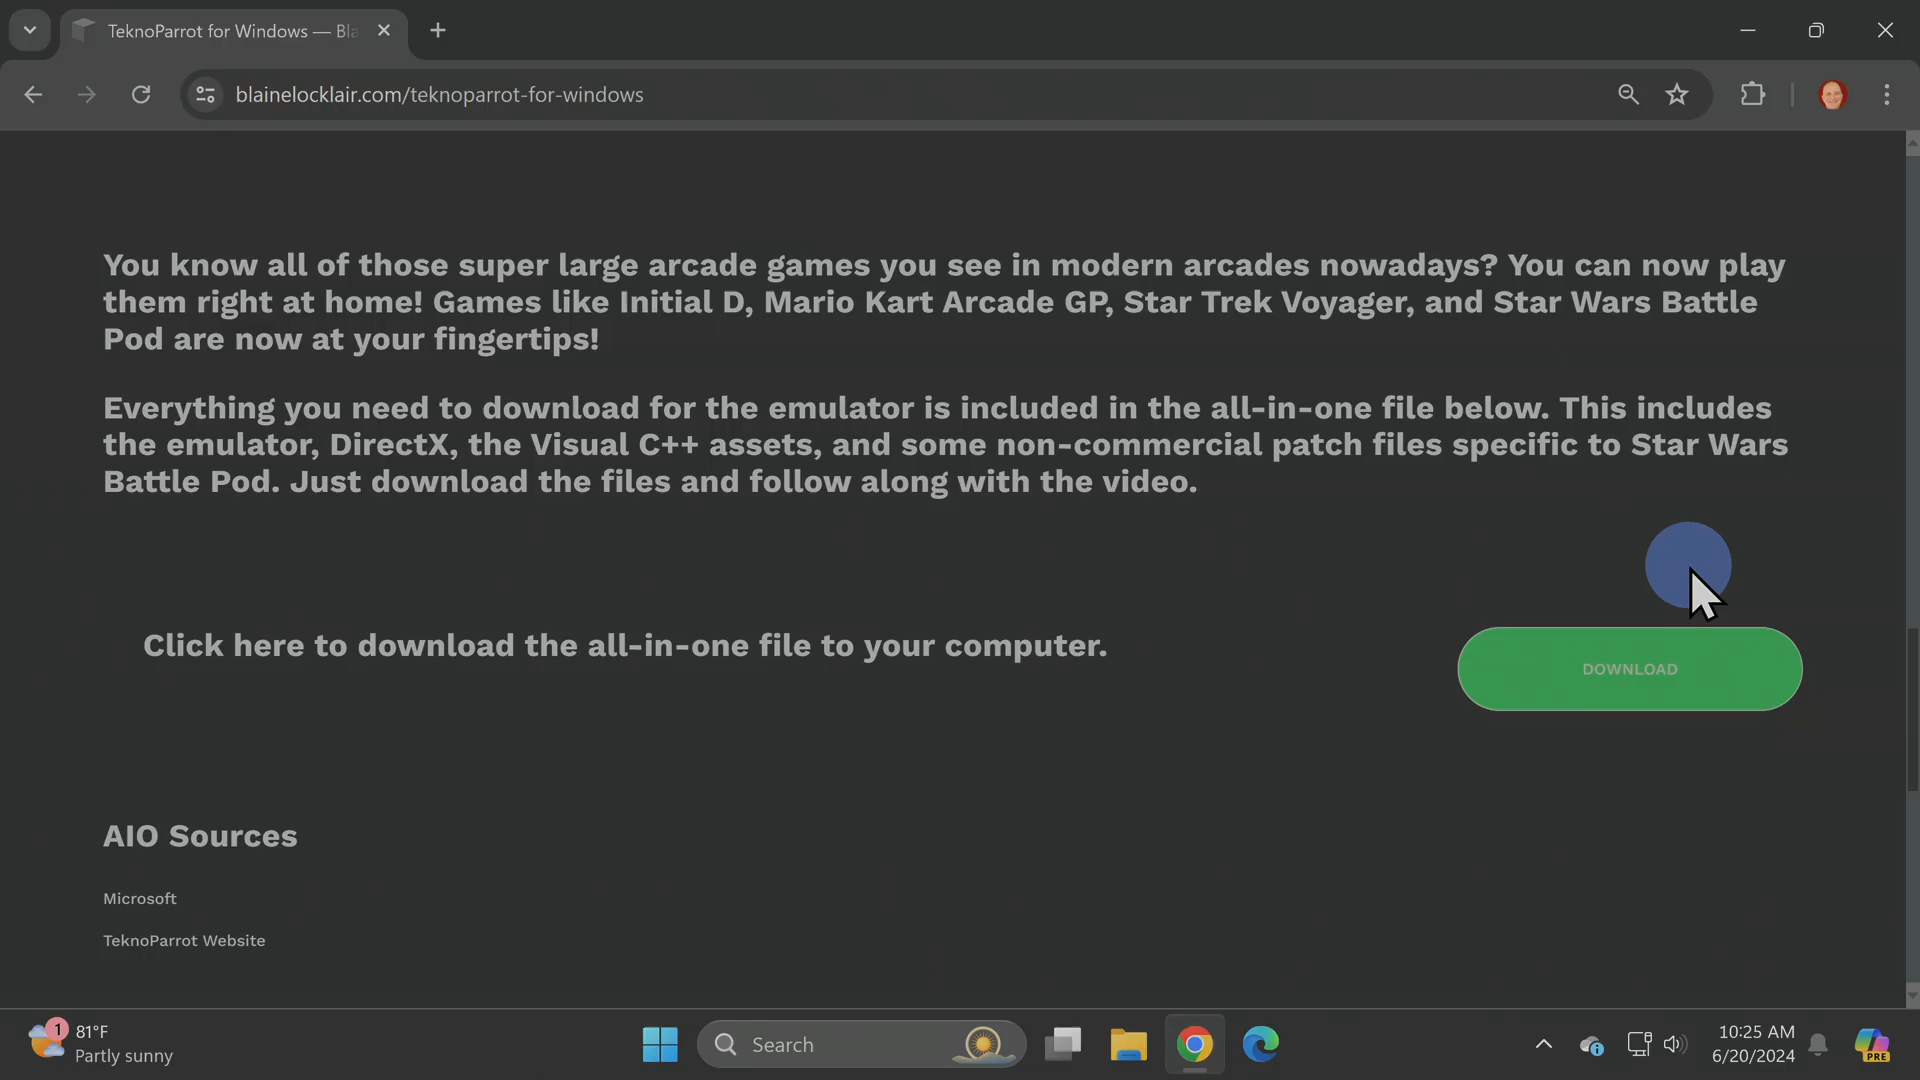 TeknoParrot for Windows — Bla
blainelocklair.com/teknoparrot-for-windows
You know all of those super large arcade games you see in modern arcades nowadays? You can now play
them right at home! Games like Initial D, Mario Kart Arcade GP, Star Trek Voyager, and Star Wars Battle
Pod are now at your fingertips!
Everything you need to download for the emulator is included in the all-in-one file below. This includes
the emulator, DirectX, the Visual C++ assets, and some non-commercial patch files specific to Star Wars
Battle Pod. Just download the files and follow along with the video.
Click here to download the all-in-one file to your computer.
DOWNLOAD
AIO Sources
Microsoft
TeknoParrot Website
1
81°F
Partly sunny
Search
10:25 AM
6/20/2024
PRE